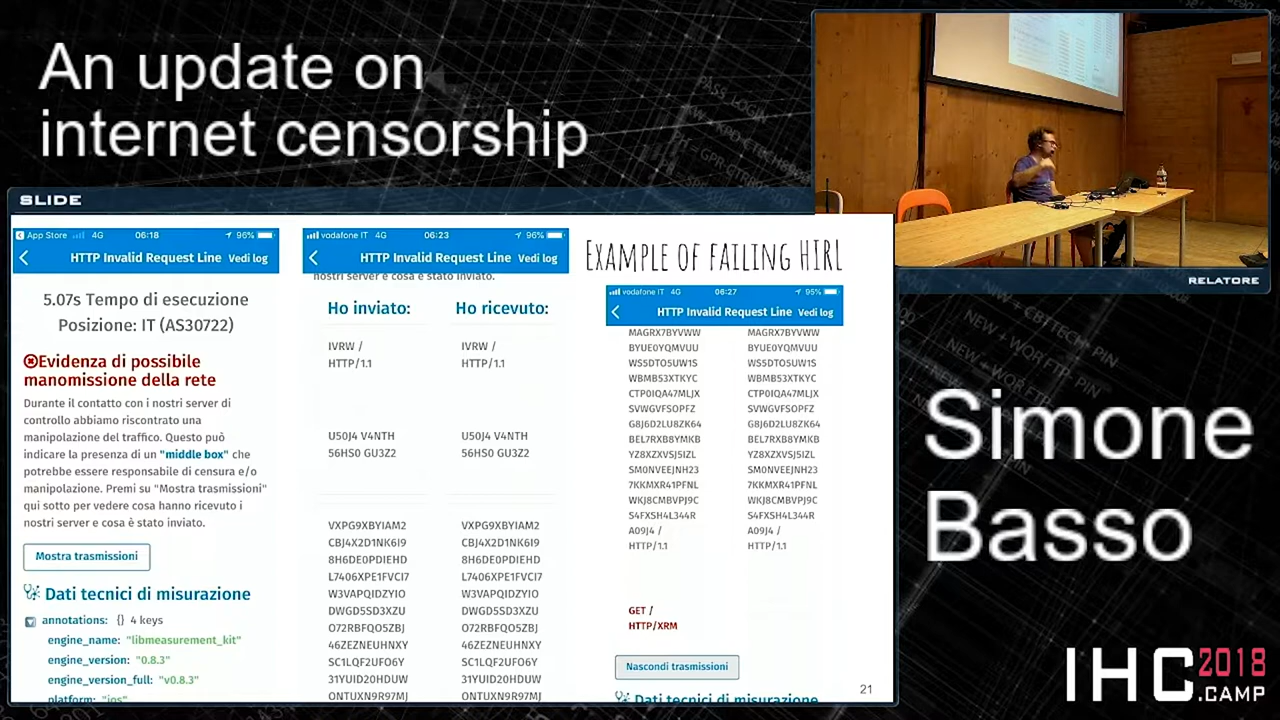 An update on
internet censorship
SLIDE
App Store 4G 06:18 96%
HTTP Invalid Request Line Vedi log
5.07s Tempo di esecuzione
Posizione: IT (AS30722)
Evidenza di possibile
manomissione della rete
Durante il contatto con i nostri server di
controllo abbiamo riscontrato una
manipolazione del traffico. Questo può
indicare la presenza di un "middle box" che
potrebbe essere responsabile di censura e/o
manipolazione. Premi su "Mostra trasmissioni"
qui sotto per vedere cosa hanno ricevuto i
nostri server e cosa è stato inviato.
Mostra trasmissioni
Dati tecnici di misurazione
annotations: {} 4 keys
engine_name: "libmeasurement_kit"
engine_version: "0.8.3"
engine_version_full: "v0.8.3"
platform: "ios"
vodafone IT 4G 06:23 96%
HTTP Invalid Request Line Vedi log
nostri server e cosa è stato inviato.
Ho inviato: Ho ricevuto:
IVRW / IVRW /
HTTP/1.1 HTTP/1.1
U50J4 V4NTH U50J4 V4NTH
56HS0 GU3Z2 56HS0 GU3Z2
VXPG9XBYIAM2 VXPG9XBYIAM2
CBJ4X2D1NK6I9 CBJ4X2D1NK6I9
8H6DE0PDIEHD 8H6DE0PDIEHD
L7406XPE1FVCI7 L7406XPE1FVCI7
W3VAPQIDZYIO W3VAPQIDZYIO
DWGD5SD3XZU DWGD5SD3XZU
O72RBFQO5ZBJ O72RBFQO5ZBJ
46ZEZNEUHNXY 46ZEZNEUHNXY
SC1LQF2UFO6Y SC1LQF2UFO6Y
31YUID20HDUW 31YUID20HDUW
ONTUXN9R97MJ ONTUXN9R97MJ
EXAMPLE OF FAILING HIRL
vodafone IT 4G 06:27 95%
HTTP Invalid Request Line Vedi log
MAGRX7BYVWW MAGRX7BYVWW
BYUE0YQMVUU BYUE0YQMVUU
WS5DTO5UW1S WS5DTO5UW1S
WBMB53XTKYC WBMB53XTKYC
CTP0IQA47MLJX CTP0IQA47MLJX
SVWGVFSOPFZ SVWGVFSOPFZ
G8J6D2LU8ZK64 G8J6D2LU8ZK64
BEL7RXB8YMKB BEL7RXB8YMKB
YZ8XZXVSJ5IZL YZ8XZXVSJ5IZL
SM0NVEEJNH23 SM0NVEEJNH23
7KKMXR41PFNL 7KKMXR41PFNL
WKJ8CMBVPJ9C WKJ8CMBVPJ9C
S4FXSH4L344R S4FXSH4L344R
A09J4 / A09J4 /
HTTP/1.1 HTTP/1.1
GET /
HTTP/XRM
Nascondi trasmissioni
Dati tecnici di misurazione
21
RELATORE
Simone
Basso
IHC 2018
.CAMP